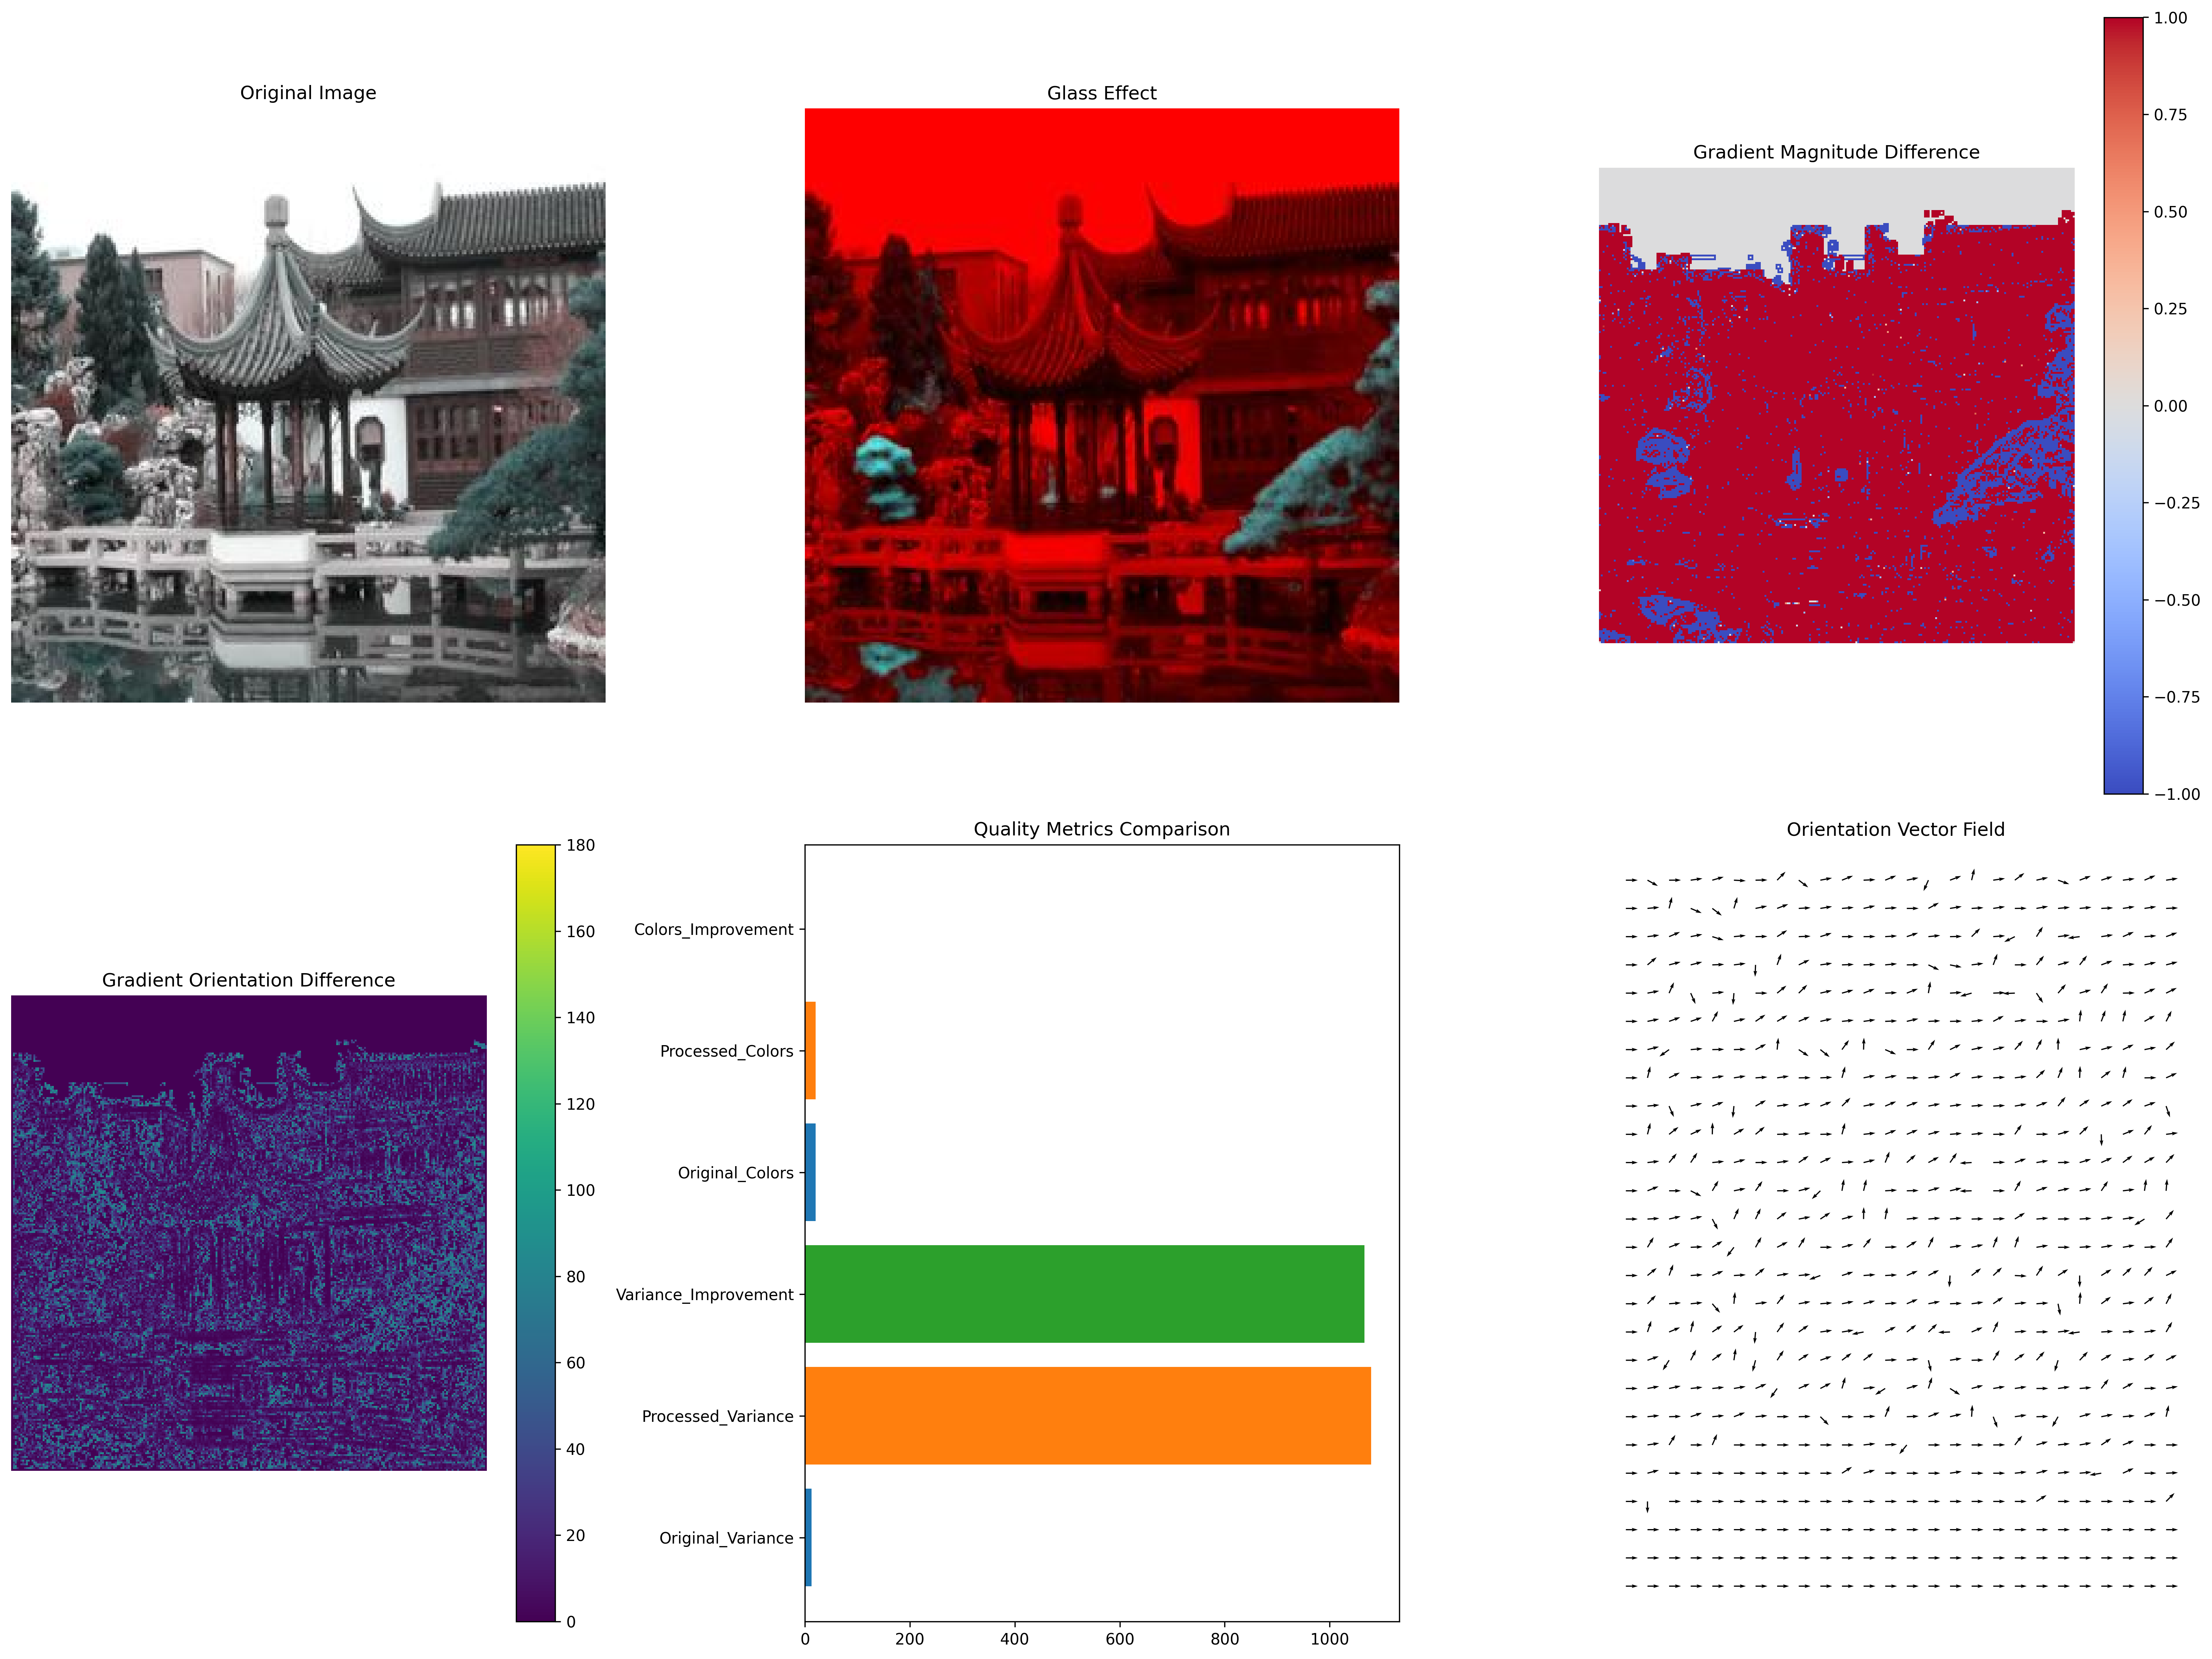 Original Image
Glass Effect
Gradient Magnitude Difference
1.00
0.75
0.50
0.25
0.00
−0.25
−0.50
−0.75
−1.00
Gradient Orientation Difference
180
160
140
120
100
80
60
40
20
0
Quality Metrics Comparison
Colors_Improvement
Processed_Colors
Original_Colors
Variance_Improvement
Processed_Variance
Original_Variance
0 200 400 600 800 1000
Orientation Vector Field